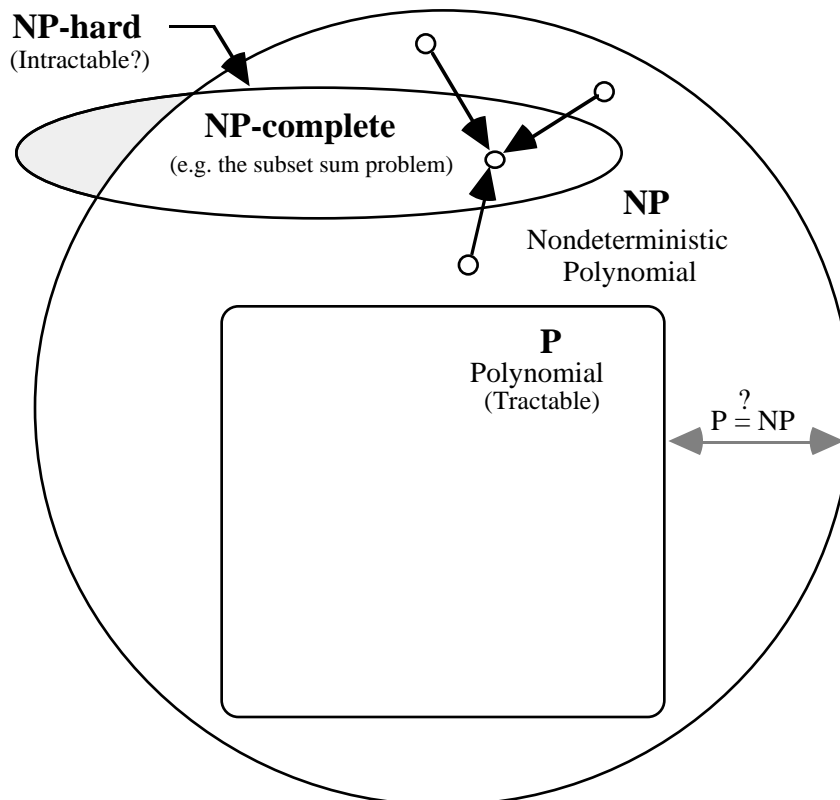 NP-hard
(Intractable?)
NP-complete
(e.g. the subset sum problem)
NP
Nondeterministic
Polynomial
P
Polynomial
(Tractable)
?
P = NP